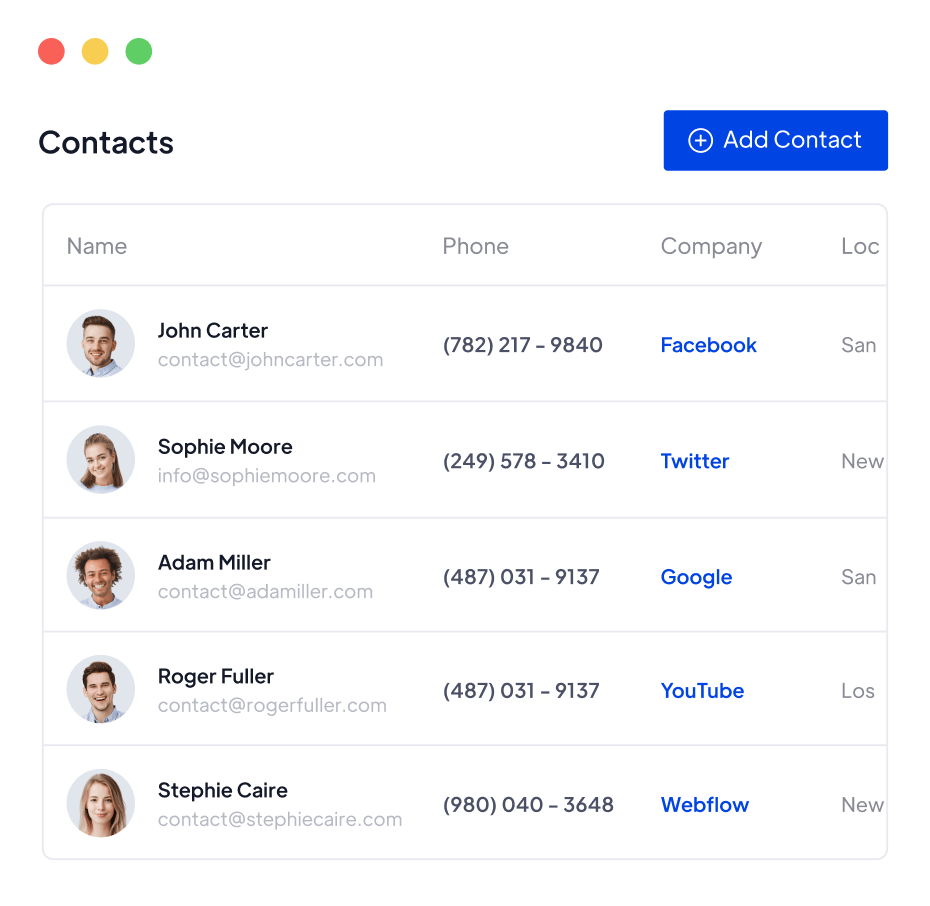 Contacts
Add Contact
Name Phone Company Loc
John Carter
contact@johncarter.com
(782) 217 – 9840 Facebook San
Sophie Moore
info@sophiemoore.com
(249) 578 – 3410 Twitter New
Adam Miller
contact@adamiller.com
(487) 031 – 9137 Google San
Roger Fuller
contact@rogerfuller.com
(487) 031 – 9137 YouTube Los
Stephie Caire
contact@stephiecaire.com
(980) 040 – 3648 Webflow New